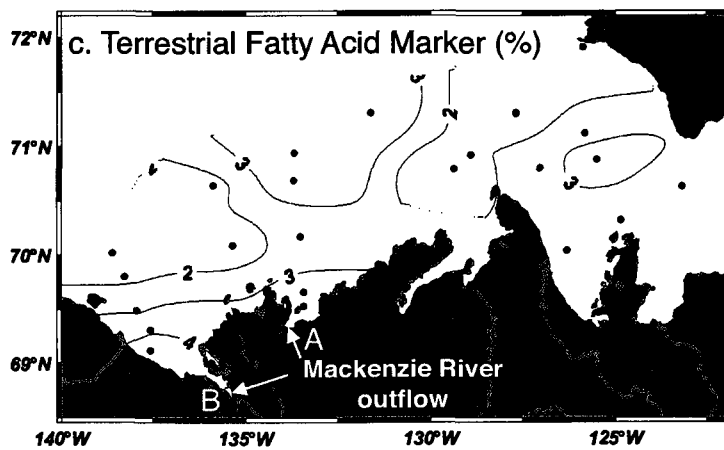 c. Terrestrial Fatty Acid Marker (%)
72°N
71°N
70°N
69°N
3
2
3
3
2
3
4
A
Mackenzie River
outflow
B
140°W
135°W
130°W
125°W